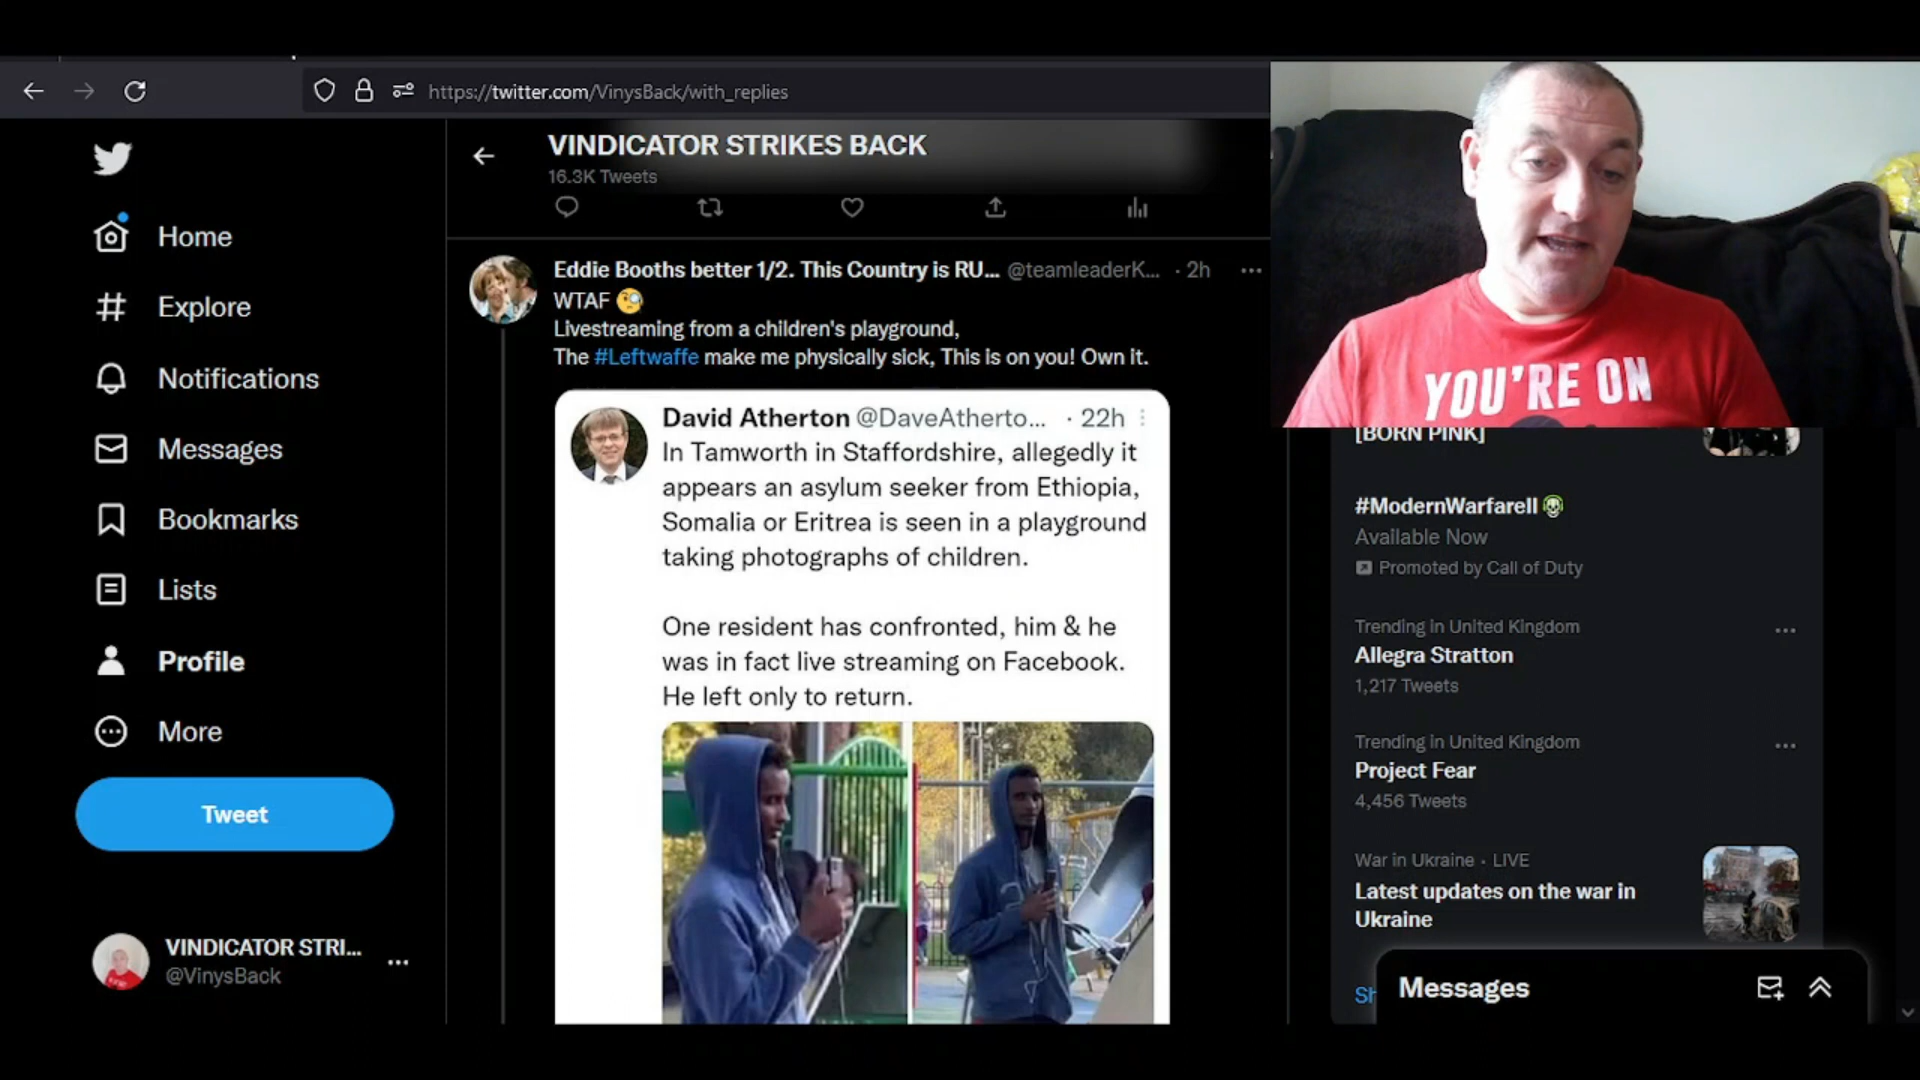 https://twitter.com/VinysBack/with_replies
VINDICATOR STRIKES BACK
16.3K Tweets
Home
Explore
Notifications
Messages
Bookmarks
Lists
Profile
More
Tweet
VINDICATOR STRI...
@VinysBack
Eddie Booths better 1/2. This Country is RU... @teamleaderK... · 2h
WTAF
Livestreaming from a children's playground,
The #Leftwaffe make me physically sick, This is on you! Own it.
David Atherton @DaveAtherto... · 22h
In Tamworth in Staffordshire, allegedly it
appears an asylum seeker from Ethiopia,
Somalia or Eritrea is seen in a playground
taking photographs of children.
One resident has confronted, him & he
was in fact live streaming on Facebook.
He left only to return.
YOU'RE ON
[BORN PINK]
#ModernWarfareII
Available Now
Promoted by Call of Duty
Trending in United Kingdom
Allegra Stratton
1,217 Tweets
Trending in United Kingdom
Project Fear
4,456 Tweets
War in Ukraine · LIVE
Latest updates on the war in
Ukraine
Messages